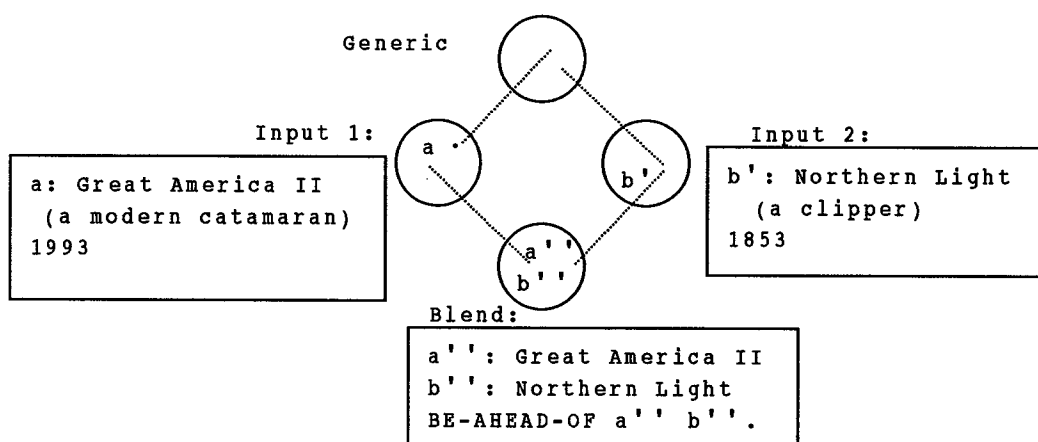 Generic
Input 1:
Input 2:
a
b'
a: Great America II
(a modern catamaran)
1993
b': Northern Light
(a clipper)
1853
a''
b''
Blend:
a'': Great America II
b'': Northern Light
BE-AHEAD-OF a'' b''.